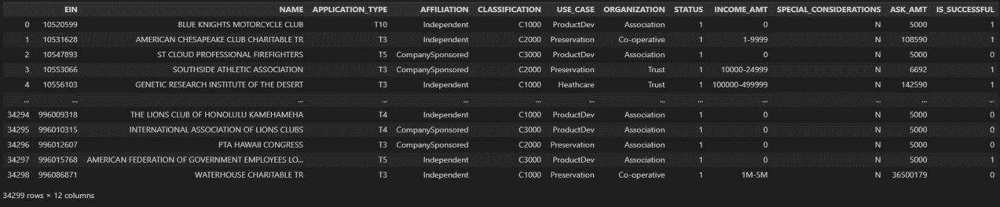 EIN NAME APPLICATION_TYPE AFFILIATION CLASSIFICATION USE_CASE ORGANIZATION STATUS INCOME_AMT SPECIAL_CONSIDERATIONS ASK_AMT IS_SUCCESSFUL
0 10520599 BLUE KNIGHTS MOTORCYCLE CLUB T10 Independent C1000 ProductDev Association 1 0 N 5000 1
1 10531628 AMERICAN CHESAPEAKE CLUB CHARITABLE TR T3 Independent C2000 Preservation Co-operative 1 1-9999 N 108590 1
2 10547893 ST CLOUD PROFESSIONAL FIREFIGHTERS T5 CompanySponsored C3000 ProductDev Association 1 0 N 5000 0
3 10553066 SOUTHSIDE ATHLETIC ASSOCIATION T3 CompanySponsored C2000 Preservation Trust 1 10000-24999 N 6692 1
4 10556103 GENETIC RESEARCH INSTITUTE OF THE DESERT T3 Independent C1000 Heathcare Trust 1 100000-499999 N 142590 1
... ... ... ... ... ... ... ... ... ... ... ... ...
34294 996009318 THE LIONS CLUB OF HONOLULU KAMEHAMEHA T4 Independent C1000 ProductDev Association 1 0 N 5000 0
34295 996010315 INTERNATIONAL ASSOCIATION OF LIONS CLUBS T4 CompanySponsored C3000 ProductDev Association 1 0 N 5000 0
34296 996012607 PTA HAWAII CONGRESS T3 CompanySponsored C2000 Preservation Association 1 0 N 5000 0
34297 996015768 AMERICAN FEDERATION OF GOVERNMENT EMPLOYEES LO... T5 Independent C3000 ProductDev Association 1 0 N 5000 1
34298 996086871 WATERHOUSE CHARITABLE TR T3 Independent C1000 Preservation Co-operative 1 1M-5M N 36500179 0
34299 rows × 12 columns